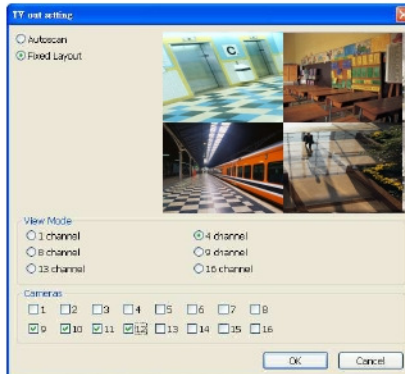 TV out setting
Autoscan
Fixed Layout
C
View Mode
1 channel
4 channel
8 channel
9 channel
13 channel
16 channel
Cameras
1 2 3 4 5 6 7 8
9 10 11 12 13 14 15 16
OK Cancel